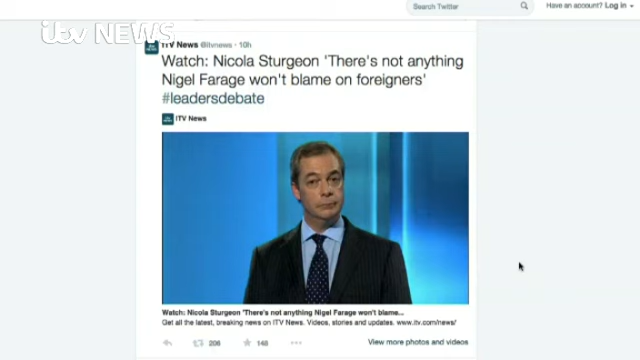 Search Twitter
Have an account? Log in
itv NEWS
ITV News @itvnews · 10h
Watch: Nicola Sturgeon 'There's not anything
Nigel Farage won't blame on foreigners'
#leadersdebate
ITV News
Watch: Nicola Sturgeon 'There's not anything Nigel Farage won't blame...
Get all the latest, breaking news on ITV News. Videos, stories and updates. www.itv.com/news/
208
148
View more photos and videos